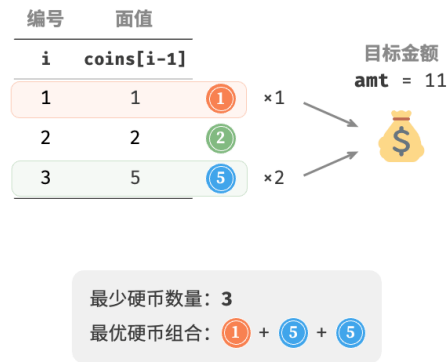 编号 面值
i coins[i-1]
1 1 1 ×1
2 2 2
3 5 5 ×2
目标金额
amt = 11
$
最少硬币数量：3
最优硬币组合：1 + 5 + 5